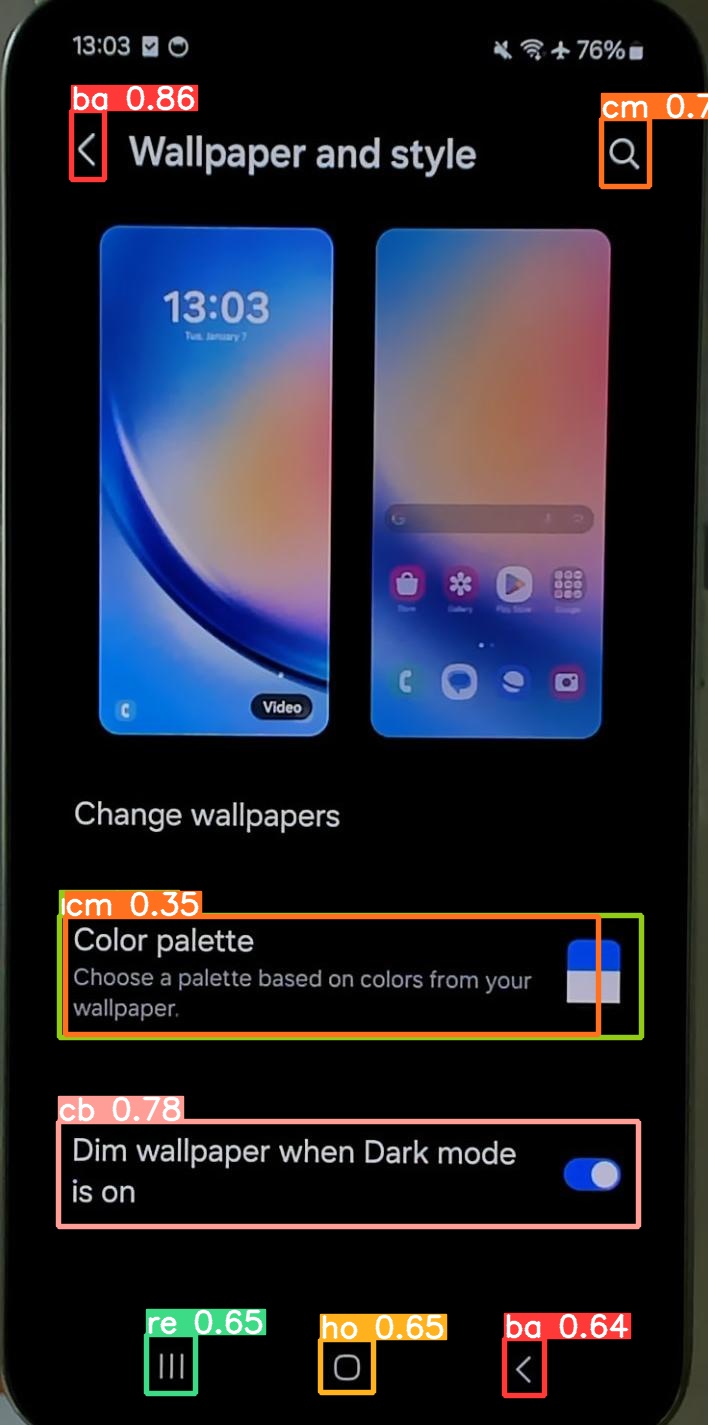 13:03 76%
ba 0.86
cm 0.7
Wallpaper and style
13:03
Tue, January 7
Store Gallery Play Store Google
Video
Change wallpapers
cm 0.35
Color palette
Choose a palette based on colors from your
wallpaper.
cb 0.78
Dim wallpaper when Dark mode
is on
re 0.65 ho 0.65 ba 0.64